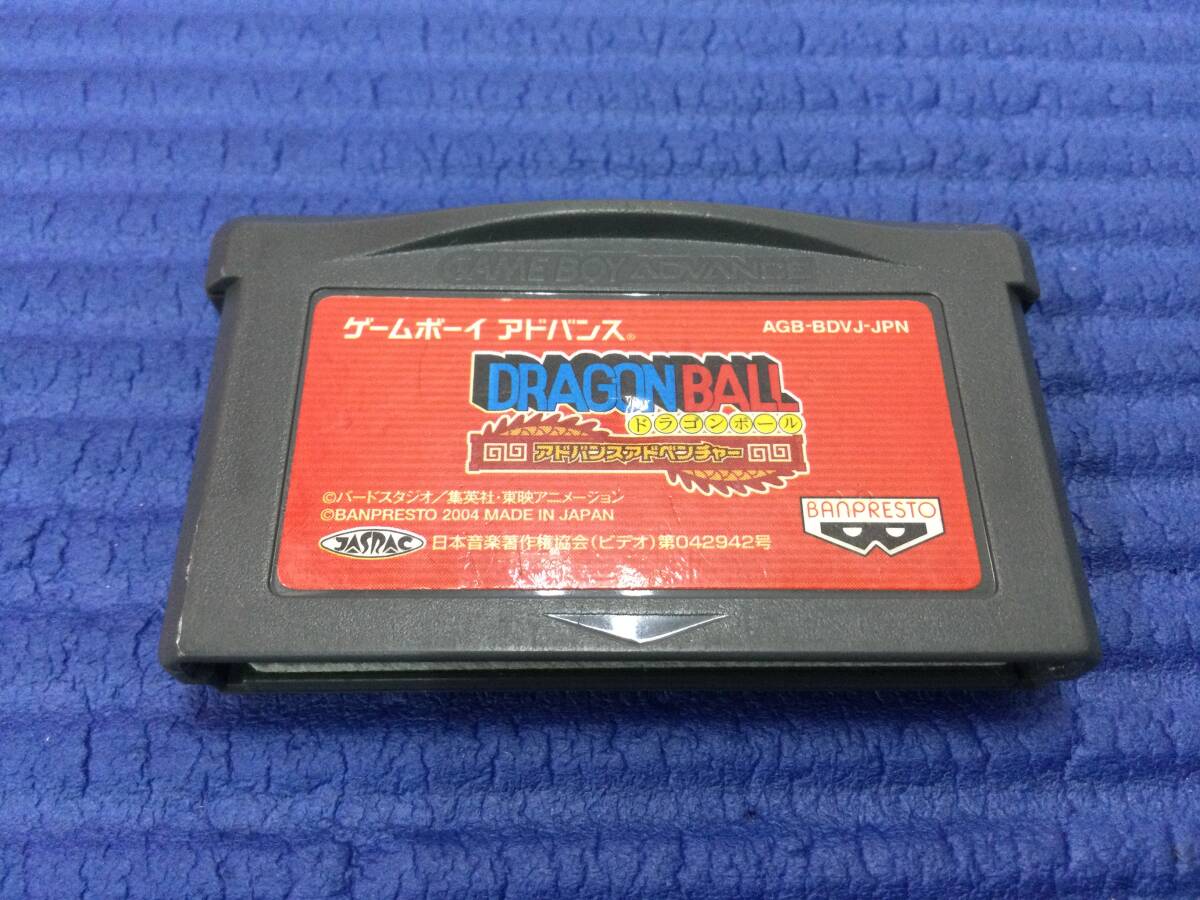 GAME BOY ADVANCE
ゲームボーイ アドバンス® AGB-BDVJ-JPN
DRAGON BALL
ドラゴンボール
アドバンスアドベンチャー
©バードスタジオ/集英社・東映アニメーション
©BANPRESTO 2004 MADE IN JAPAN
BANPRESTO
JASRAC 日本音楽著作権協会(ビデオ)第042942号